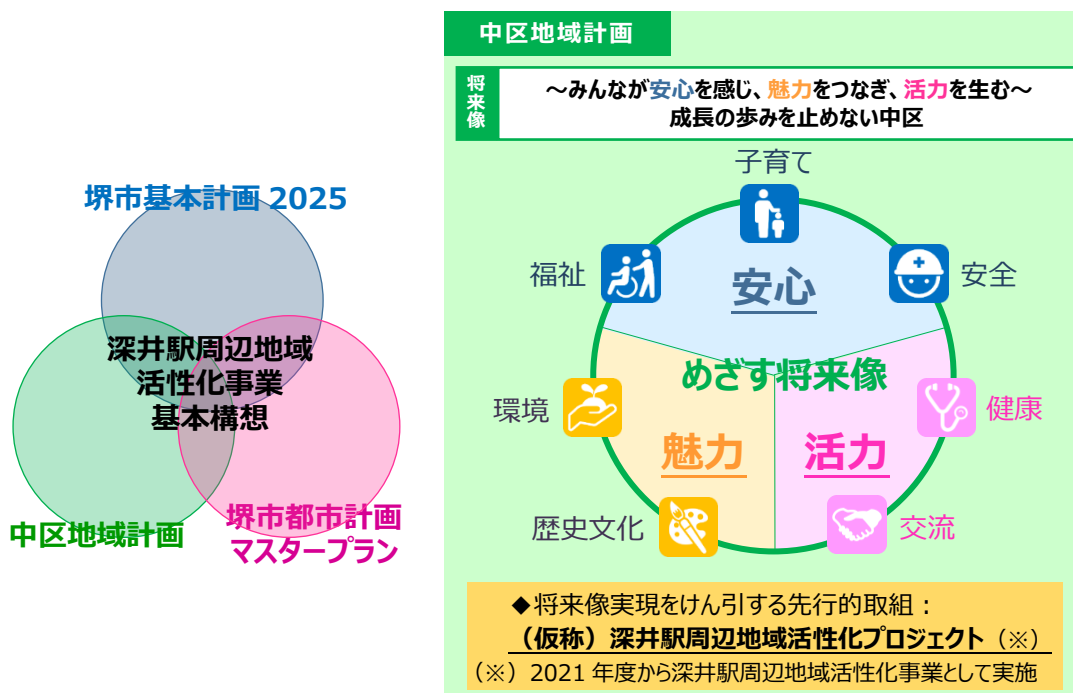 堺市基本計画 2025
深井駅周辺地域
活性化事業
基本構想
中区地域計画
堺市都市計画
マスタープラン
中区地域計画
将来像
～みんなが安心を感じ、魅力をつなぎ、活力を生む～
成長の歩みを止めない中区
子育て
福祉
安全
安心
めざす将来像
環境
健康
魅力
活力
歴史文化
交流
◆将来像実現をけん引する先行的取組：
（仮称）深井駅周辺地域活性化プロジェクト（※）
（※）2021 年度から深井駅周辺地域活性化事業として実施